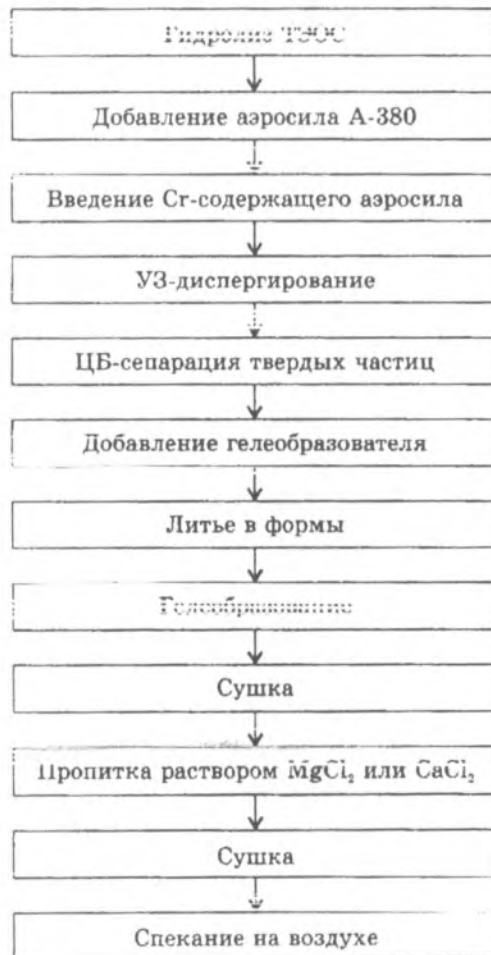 Гидролиз ТЭОС
Добавление аэросила А-380
Введение Cr-содержащего аэросила
УЗ-диспергирование
ЦБ-сепарация твердых частиц
Добавление гелеобразователя
Литье в формы
Гелеобразование
Сушка
Пропитка раствором MgCl₂ или CaCl₂
Сушка
Спекание на воздухе